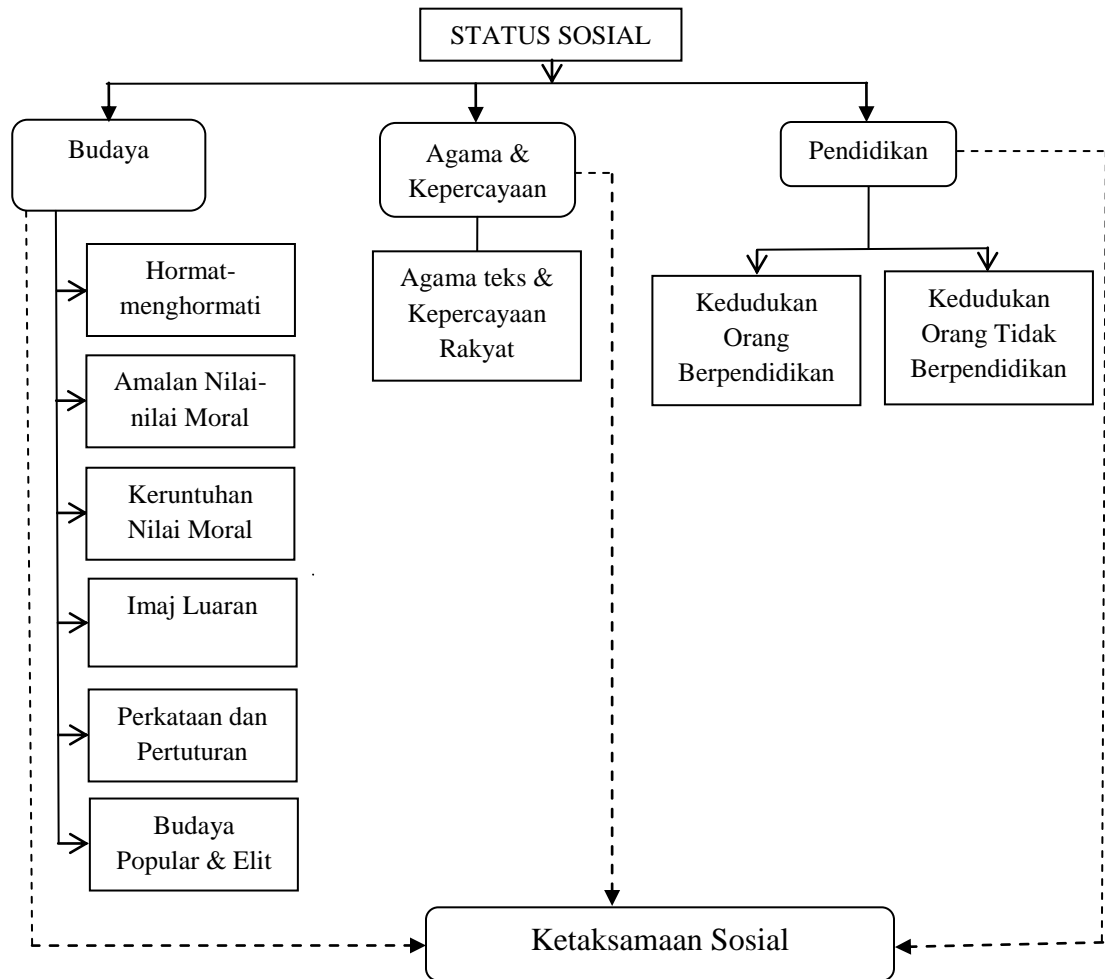 STATUS SOSIAL
Budaya
Agama &
Kepercayaan
Pendidikan
Hormat-
menghormati
Agama teks &
Kepercayaan
Rakyat
Kedudukan
Orang
Berpendidikan
Kedudukan
Orang Tidak
Berpendidikan
Amalan Nilai-
nilai Moral
Keruntuhan
Nilai Moral
Imaj Luaran
Perkataan dan
Pertuturan
Budaya
Popular & Elit
Ketaksamaan Sosial